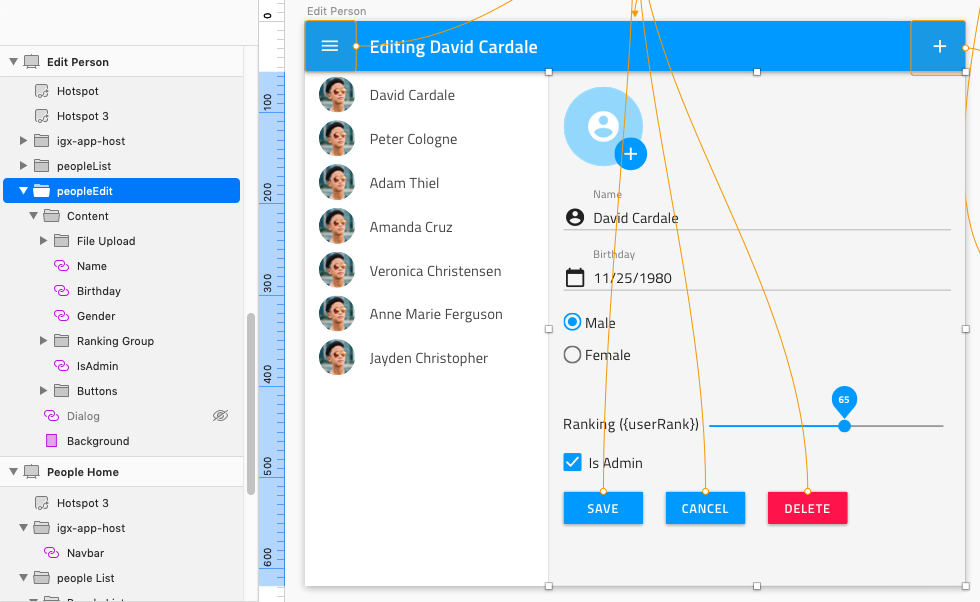 Edit Person
Hotspot
Hotspot 3
igx-app-host
peopleList
peopleEdit
Content
File Upload
Name
Birthday
Gender
Ranking Group
IsAdmin
Buttons
Dialog
Background
People Home
Hotspot 3
igx-app-host
Navbar
people List
0
100
200
300
400
500
600
Edit Person
Editing David Cardale
David Cardale
Peter Cologne
Adam Thiel
Amanda Cruz
Veronica Christensen
Anne Marie Ferguson
Jayden Christopher
Name
David Cardale
Birthday
11/25/1980
Male
Female
65
Ranking ({userRank})
Is Admin
SAVE CANCEL DELETE